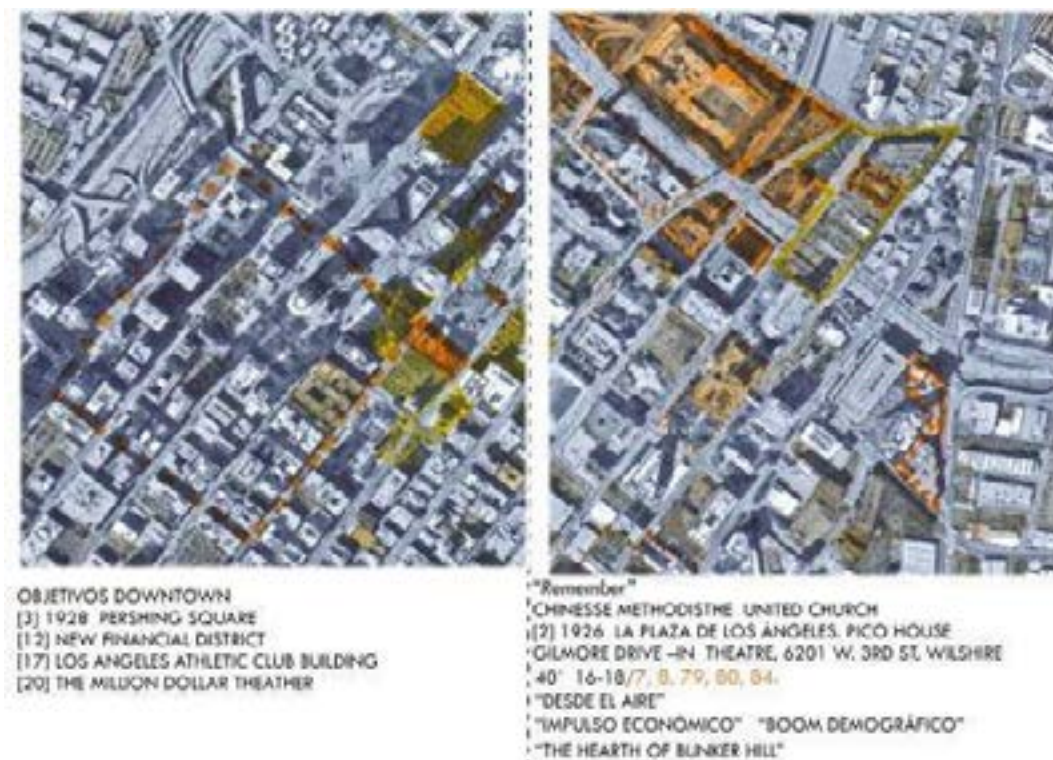 OBJETIVOS DOWNTOWN
[3] 1928 PERSHING SQUARE
[12] NEW FINANCIAL DISTRICT
[17] LOS ANGELES ATHLETIC CLUB BUILDING
[20] THE MILLION DOLLAR THEATHER
"Remember"
CHINESSE METHODISTHE UNITED CHURCH
[2] 1926 LA PLAZA DE LOS ÁNGELES. PICO HOUSE
GILMORE DRIVE –IN THEATRE, 6201 W. 3RD ST, WILSHIRE
40' 16-18/7, 8, 79, 80, 84.
"DESDE EL AIRE"
"IMPULSO ECONÓMICO" "BOOM DEMOGRÁFICO"
"THE HEARTH OF BUNKER HILL"